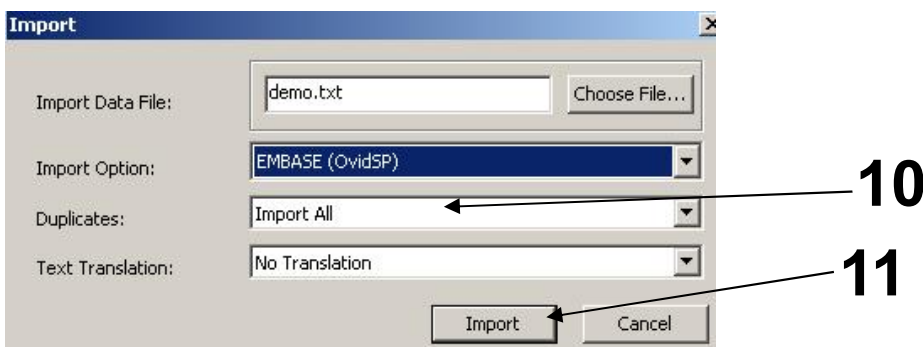 Import
Import Data File: demo.txt Choose File...
Import Option: EMBASE (OvidSP)
10
Duplicates: Import All
Text Translation: No Translation
11
Import Cancel